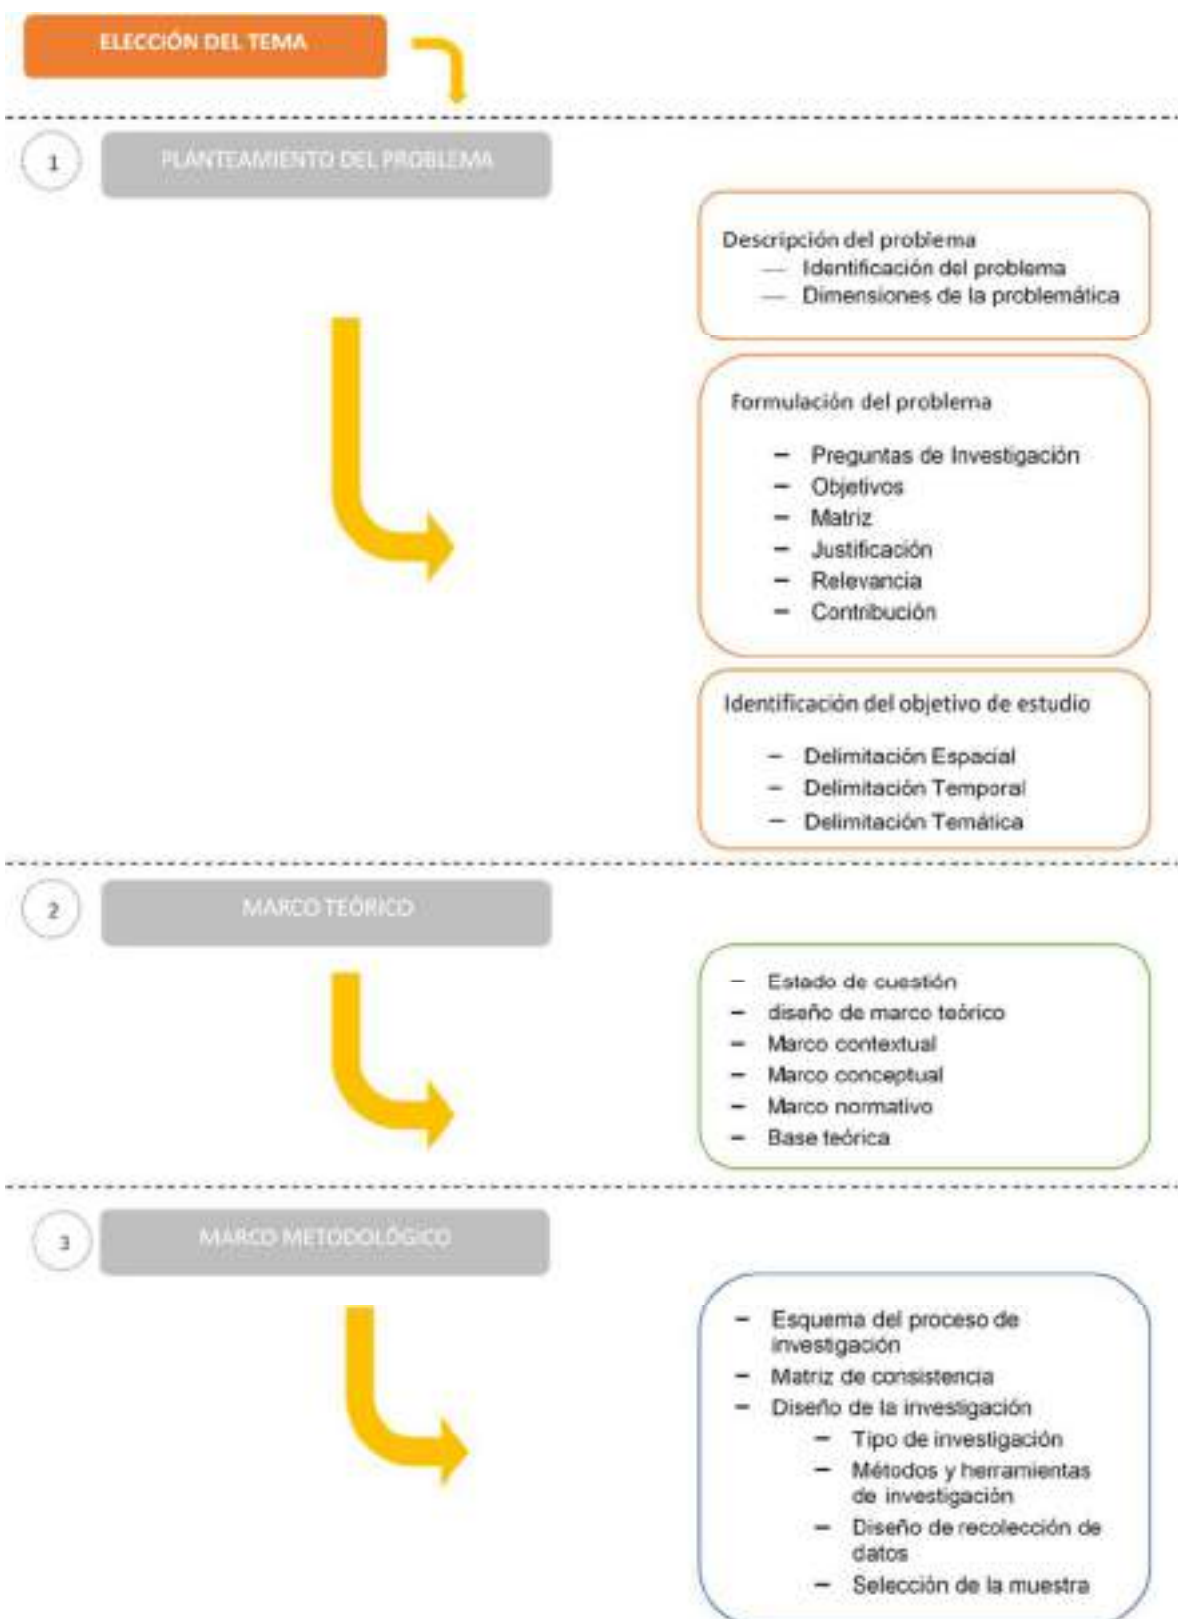 ELECCIÓN DEL TEMA
1
PLANTEAMIENTO DEL PROBLEMA
Descripción del problema
— Identificación del problema
— Dimensiones de la problemática
Formulación del problema
– Preguntas de Investigación
– Objetivos
– Matriz
– Justificación
– Relevancia
– Contribución
Identificación del objetivo de estudio
– Delimitación Espacial
– Delimitación Temporal
– Delimitación Temática
2
MARCO TEÓRICO
– Estado de cuestión
– diseño de marco teórico
– Marco contextual
– Marco conceptual
– Marco normativo
– Base teórica
3
MARCO METODOLÓGICO
– Esquema del proceso de
investigación
– Matriz de consistencia
– Diseño de la investigación
– Tipo de investigación
– Métodos y herramientas
de investigación
– Diseño de recolección de
datos
– Selección de la muestra